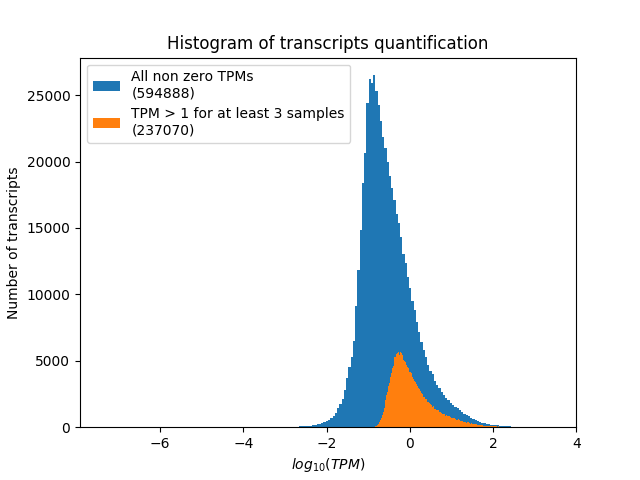 Histogram of transcripts quantification
All non zero TPMs
(594888)
TPM > 1 for at least 3 samples
(237070)
Number of transcripts
25000
20000
15000
10000
5000
0
−6
−4
−2
0
2
4
log10(TPM)